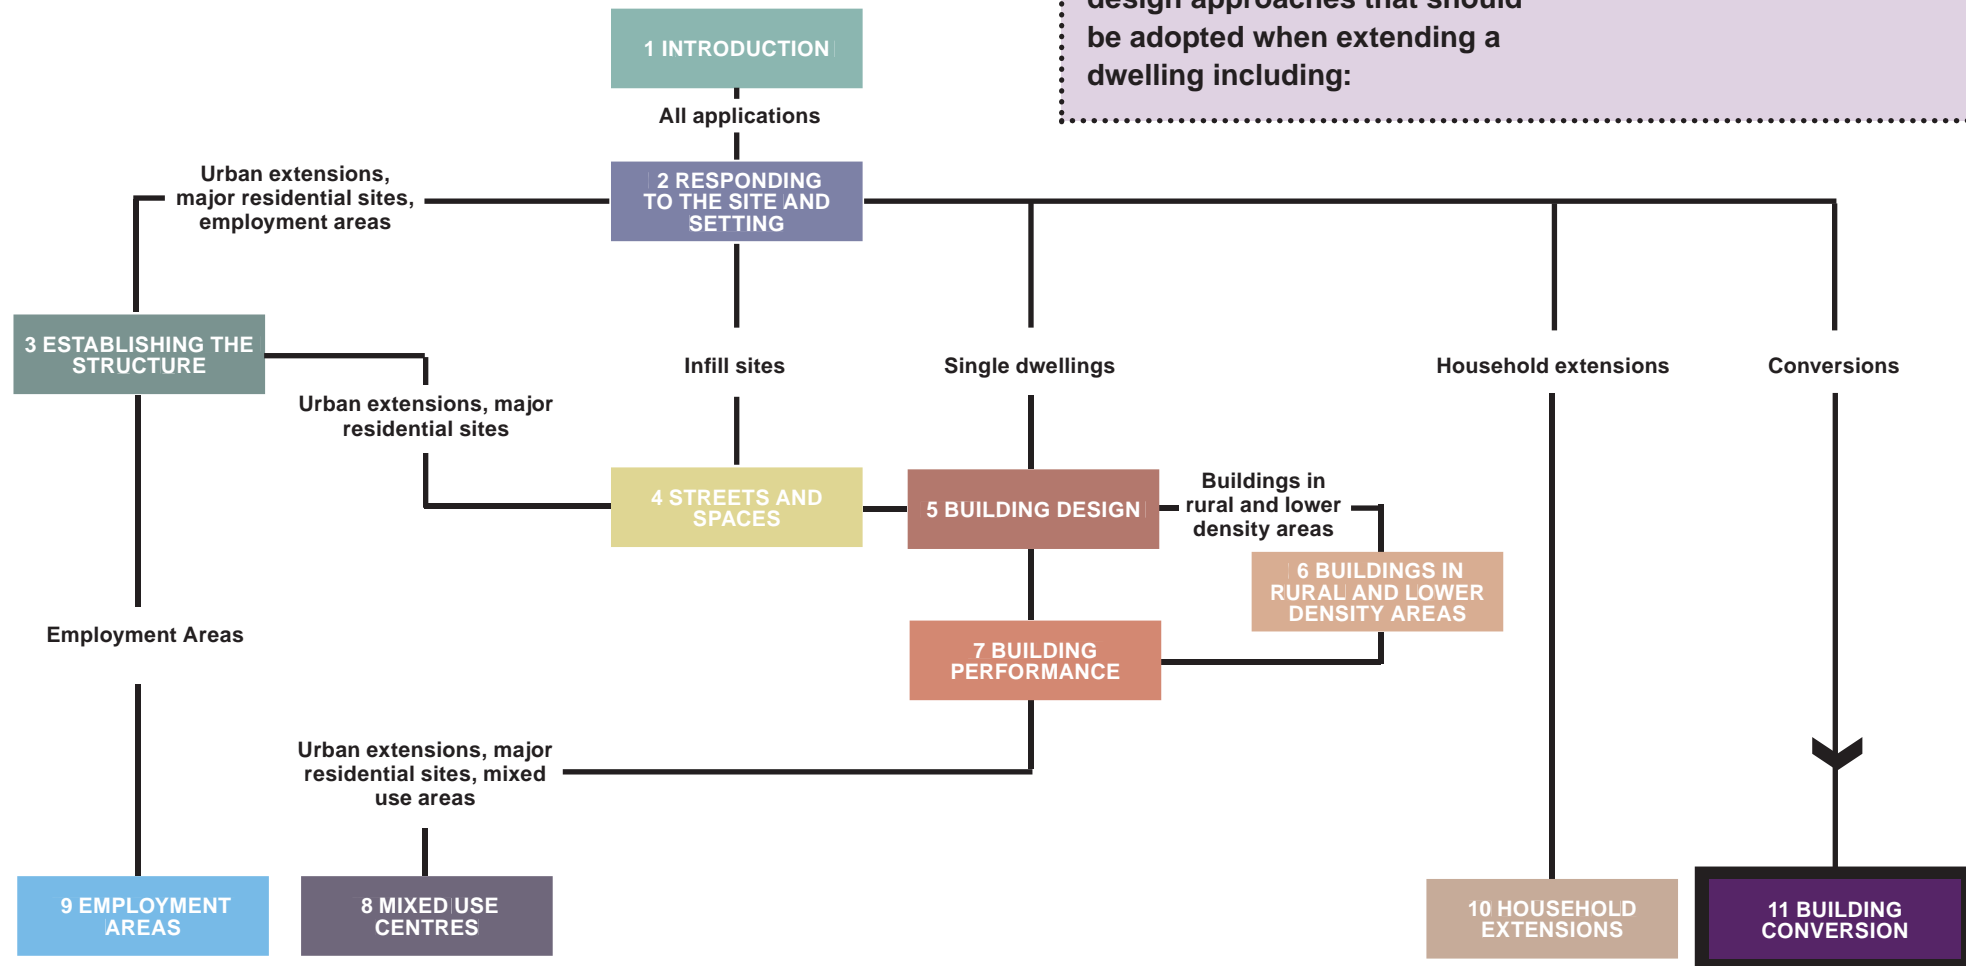 design approaches that should
be adopted when extending a
dwelling including:
1 INTRODUCTION
All applications
Urban extensions,
major residential sites,
employment areas
2 RESPONDING
TO THE SITE AND
SETTING
3 ESTABLISHING THE
STRUCTURE
Urban extensions, major
residential sites
Infill sites
Single dwellings
Household extensions
Conversions
4 STREETS AND
SPACES
5 BUILDING DESIGN
Buildings in
rural and lower
density areas
6 BUILDINGS IN
RURAL AND LOWER
DENSITY AREAS
Employment Areas
7 BUILDING
PERFORMANCE
Urban extensions, major
residential sites, mixed
use areas
9 EMPLOYMENT
AREAS
8 MIXED USE
CENTRES
10 HOUSEHOLD
EXTENSIONS
11 BUILDING
CONVERSION